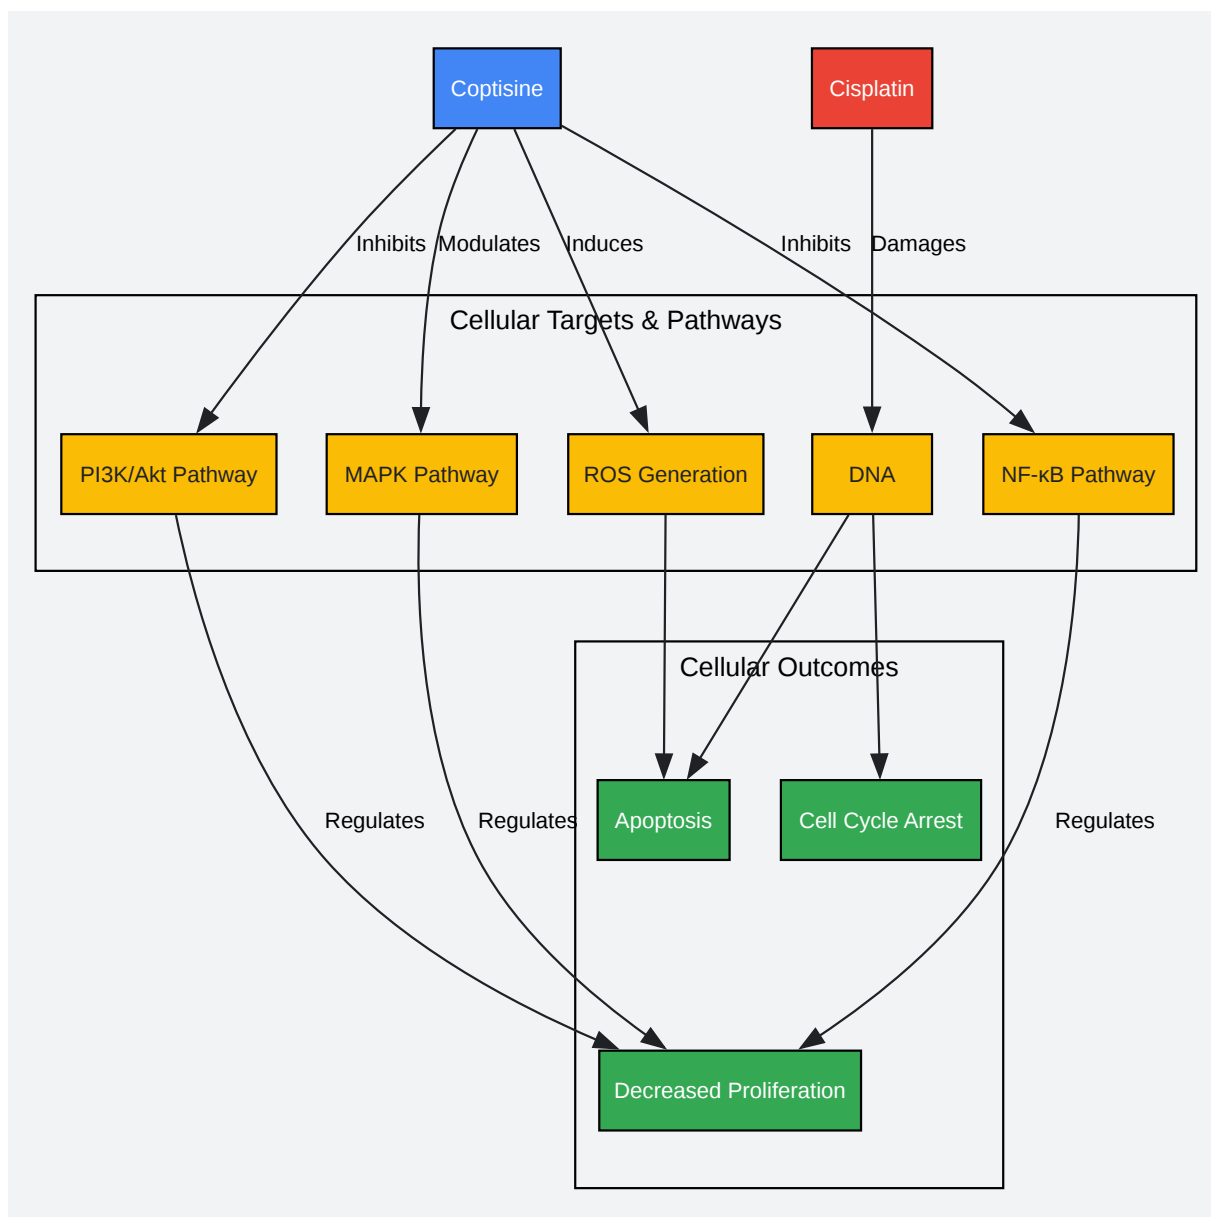 Coptisine
Cisplatin
Inhibits
Modulates
Induces
Inhibits
Damages
Cellular Targets & Pathways
PI3K/Akt Pathway
MAPK Pathway
ROS Generation
DNA
NF-κB Pathway
Cellular Outcomes
Regulates
Regulates
Apoptosis
Cell Cycle Arrest
Regulates
Decreased Proliferation